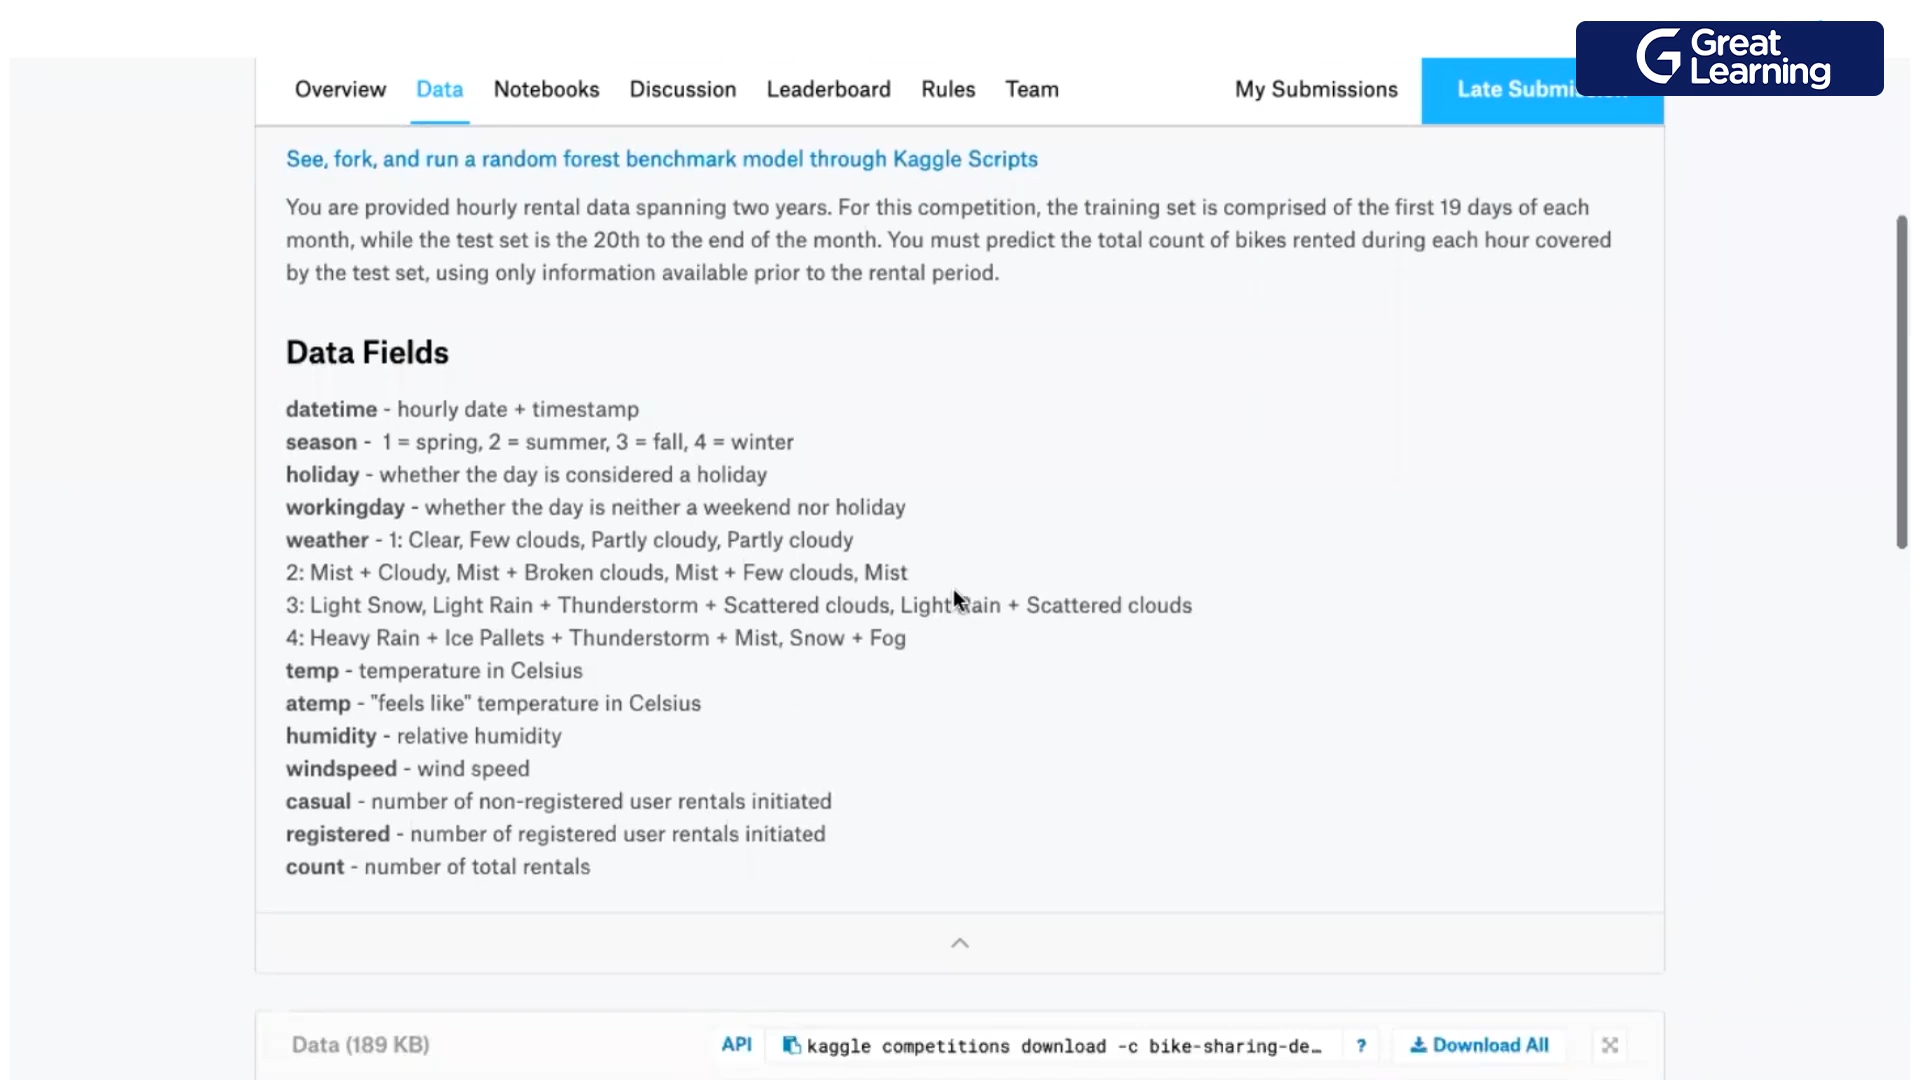 Great
Learning
Overview Data Notebooks Discussion Leaderboard Rules Team My Submissions Late Submi
See, fork, and run a random forest benchmark model through Kaggle Scripts
You are provided hourly rental data spanning two years. For this competition, the training set is comprised of the first 19 days of each
month, while the test set is the 20th to the end of the month. You must predict the total count of bikes rented during each hour covered
by the test set, using only information available prior to the rental period.
Data Fields
datetime - hourly date + timestamp
season - 1 = spring, 2 = summer, 3 = fall, 4 = winter
holiday - whether the day is considered a holiday
workingday - whether the day is neither a weekend nor holiday
weather - 1: Clear, Few clouds, Partly cloudy, Partly cloudy
2: Mist + Cloudy, Mist + Broken clouds, Mist + Few clouds, Mist
3: Light Snow, Light Rain + Thunderstorm + Scattered clouds, Light Rain + Scattered clouds
4: Heavy Rain + Ice Pallets + Thunderstorm + Mist, Snow + Fog
temp - temperature in Celsius
atemp - "feels like" temperature in Celsius
humidity - relative humidity
windspeed - wind speed
casual - number of non-registered user rentals initiated
registered - number of registered user rentals initiated
count - number of total rentals
Data (189 KB) API kaggle competitions download -c bike-sharing-de… ? Download All